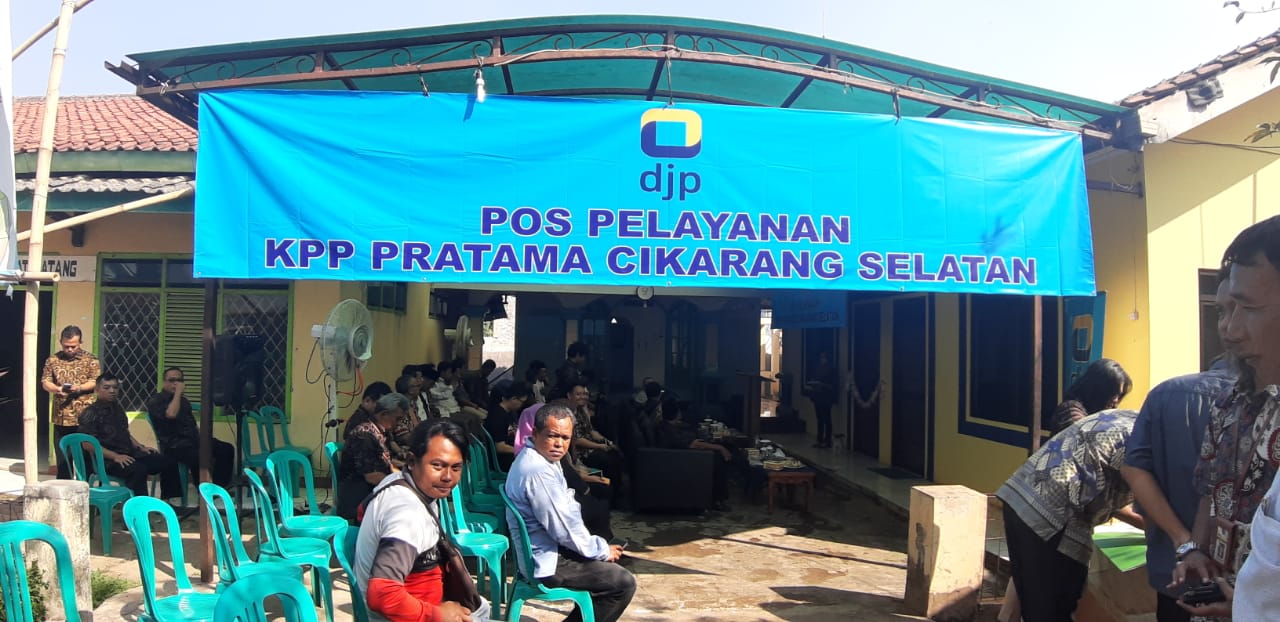 djp
POS PELAYANAN
KPP PRATAMA CIKARANG SELATAN